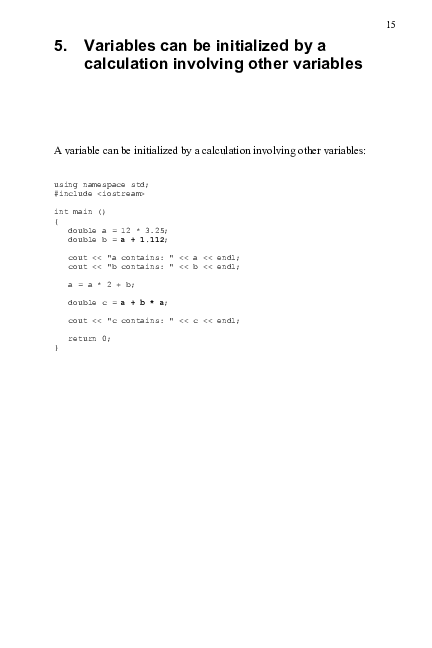 15
5. Variables can be initialized by a
calculation involving other variables
A variable can be initialized by a calculation involving other variables:
using namespace std;
#include <iostream>
int main ()
{
double a = 12 * 3.25;
double b = a + 1.112;
cout << "a contains: " << a << endl;
cout << "b contains: " << b << endl;
a = a * 2 + b;
double c = a + b * a;
cout << "c contains: " << c << endl;
return 0;
}